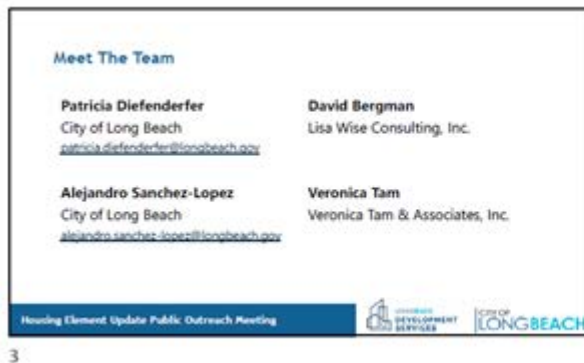 Meet The Team
Patricia Diefenderfer
City of Long Beach
patricia.diefenderfer@longbeach.gov
David Bergman
Lisa Wise Consulting, Inc.
Alejandro Sanchez-Lopez
City of Long Beach
alejandro.sanchez-lopez@longbeach.gov
Veronica Tam
Veronica Tam & Associates, Inc.
Housing Element Update Public Outreach Meeting
DEVELOPMENT
SERVICES
CITY OF
LONGBEACH
3